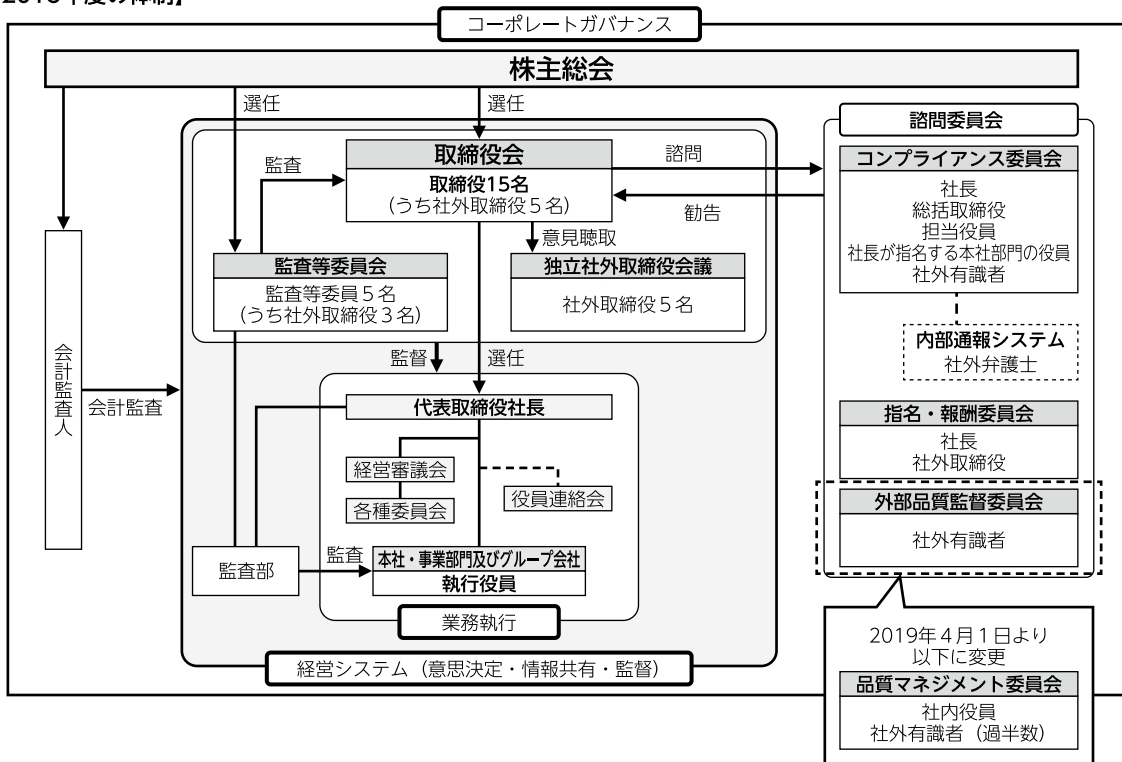 コーポレートガバナンス
株主総会
選任
選任
諮問委員会
取締役会
取締役15名
(うち社外取締役5名)
監査
諮問
勧告
コンプライアンス委員会
社長
総括取締役
担当役員
社長が指名する本社部門の役員
社外有識者
意見聴取
監査等委員会
監査等委員5名
(うち社外取締役3名)
独立社外取締役会議
社外取締役5名
内部通報システム
社外弁護士
会計監査人
会計監査
監督
選任
代表取締役社長
経営審議会
各種委員会
役員連絡会
指名・報酬委員会
社長
社外取締役
外部品質監督委員会
社外有識者
監査部
監査
本社・事業部門及びグループ会社
執行役員
業務執行
経営システム（意思決定・情報共有・監督）
2019年4月1日より
以下に変更
品質マネジメント委員会
社内役員
社外有識者（過半数）